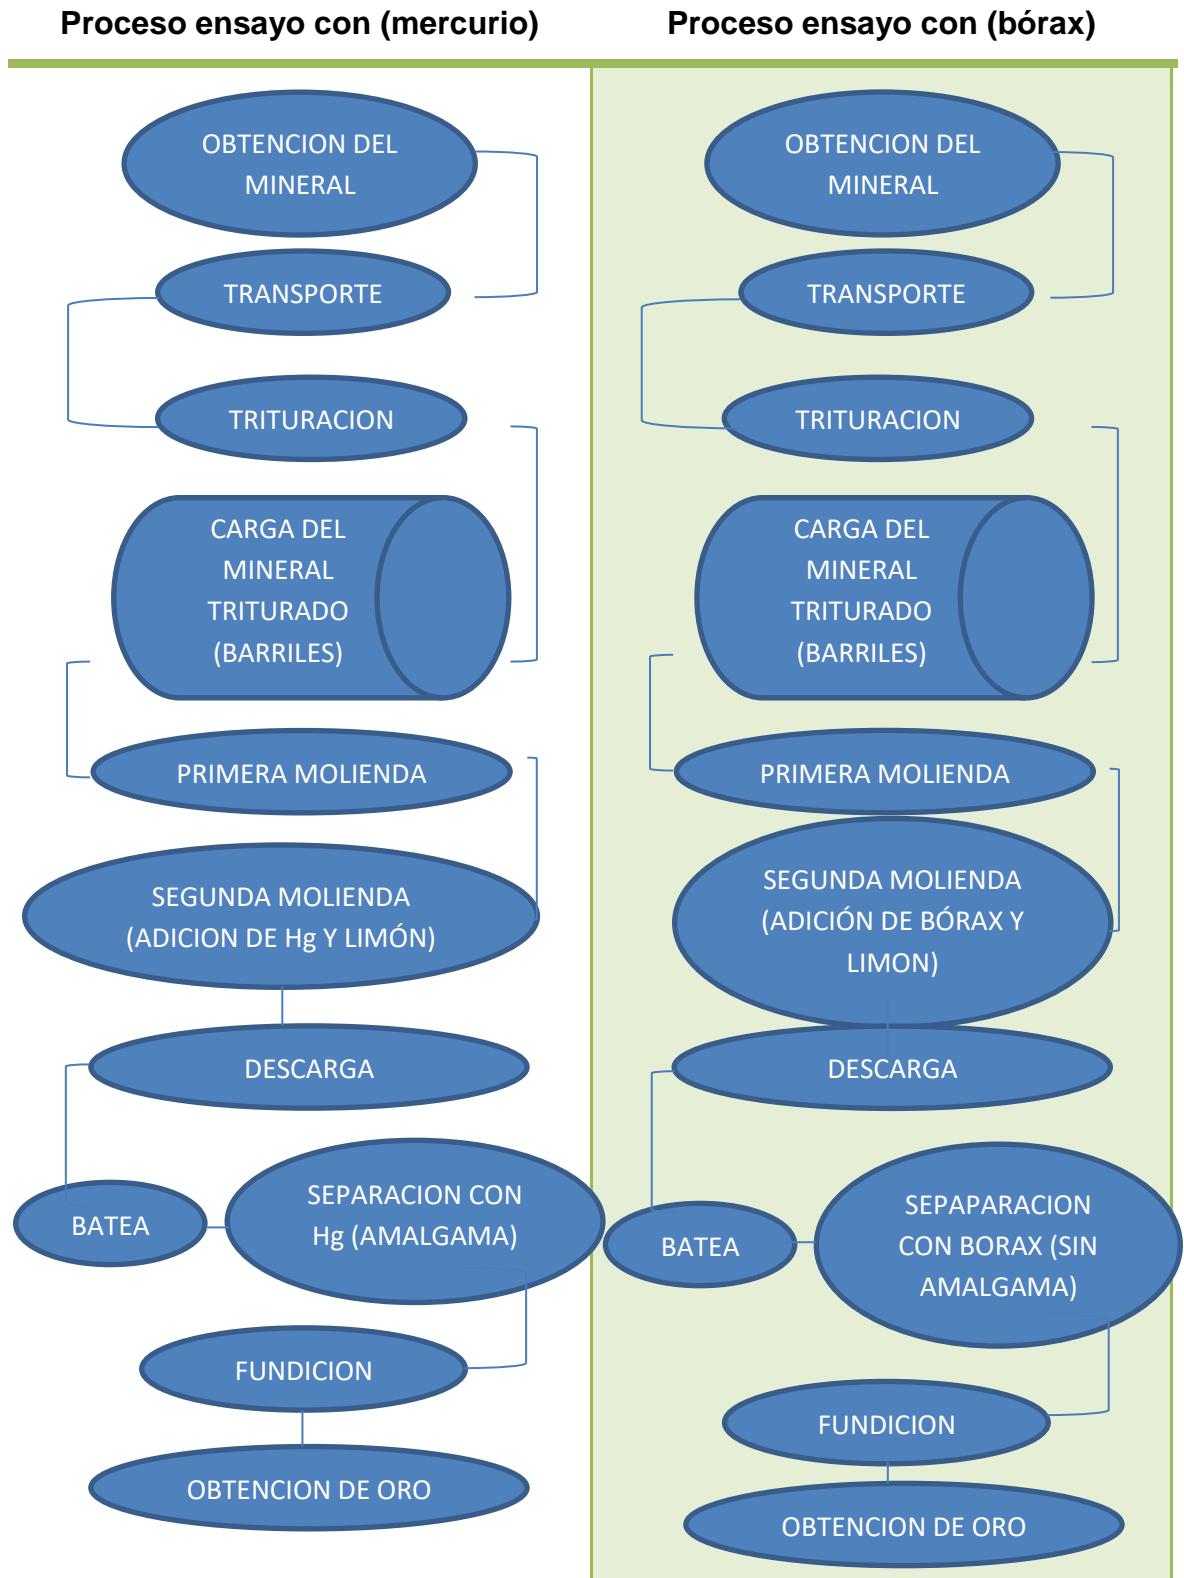 Proceso ensayo con (mercurio)
OBTENCION DEL
MINERAL
TRANSPORTE
TRITURACION
CARGA DEL
MINERAL
TRITURADO
(BARRILES)
PRIMERA MOLIENDA
SEGUNDA MOLIENDA
(ADICION DE Hg Y LIMÓN)
DESCARGA
BATEA
SEPARACION CON
Hg (AMALGAMA)
FUNDICION
OBTENCION DE ORO
Proceso ensayo con (bórax)
OBTENCION DEL
MINERAL
TRANSPORTE
TRITURACION
CARGA DEL
MINERAL
TRITURADO
(BARRILES)
PRIMERA MOLIENDA
SEGUNDA MOLIENDA
(ADICIÓN DE BÓRAX Y
LIMON)
DESCARGA
BATEA
SEPAPARACION
CON BORAX (SIN
AMALGAMA)
FUNDICION
OBTENCION DE ORO